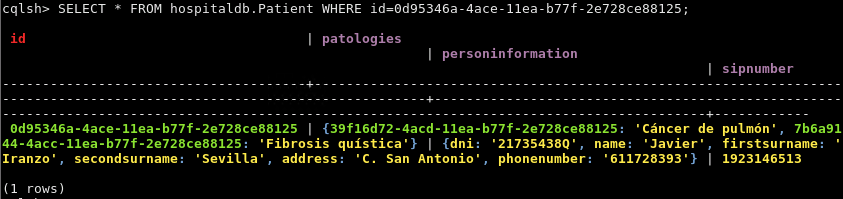 cqlsh> SELECT * FROM hospitaldb.Patient WHERE id=0d95346a-4ace-11ea-b77f-2e728ce88125;
id | patologies
| personinformation
| sipnumber
--------------------------------------+-------------------------------------------------------------------
-----------------------------------------------------+----------------------------------------------------
----------------------------------------------------------------------------------------+------------
0d95346a-4ace-11ea-b77f-2e728ce88125 | {39f16d72-4acd-11ea-b77f-2e728ce88125: 'Cáncer de pulmón', 7b6a91
44-4acc-11ea-b77f-2e728ce88125: 'Fibrosis quística'} | {dni: '21735438Q', name: 'Javier', firstsurname: '
Iranzo', secondsurname: 'Sevilla', address: 'C. San Antonio', phonenumber: '611728393'} | 1923146513
(1 rows)